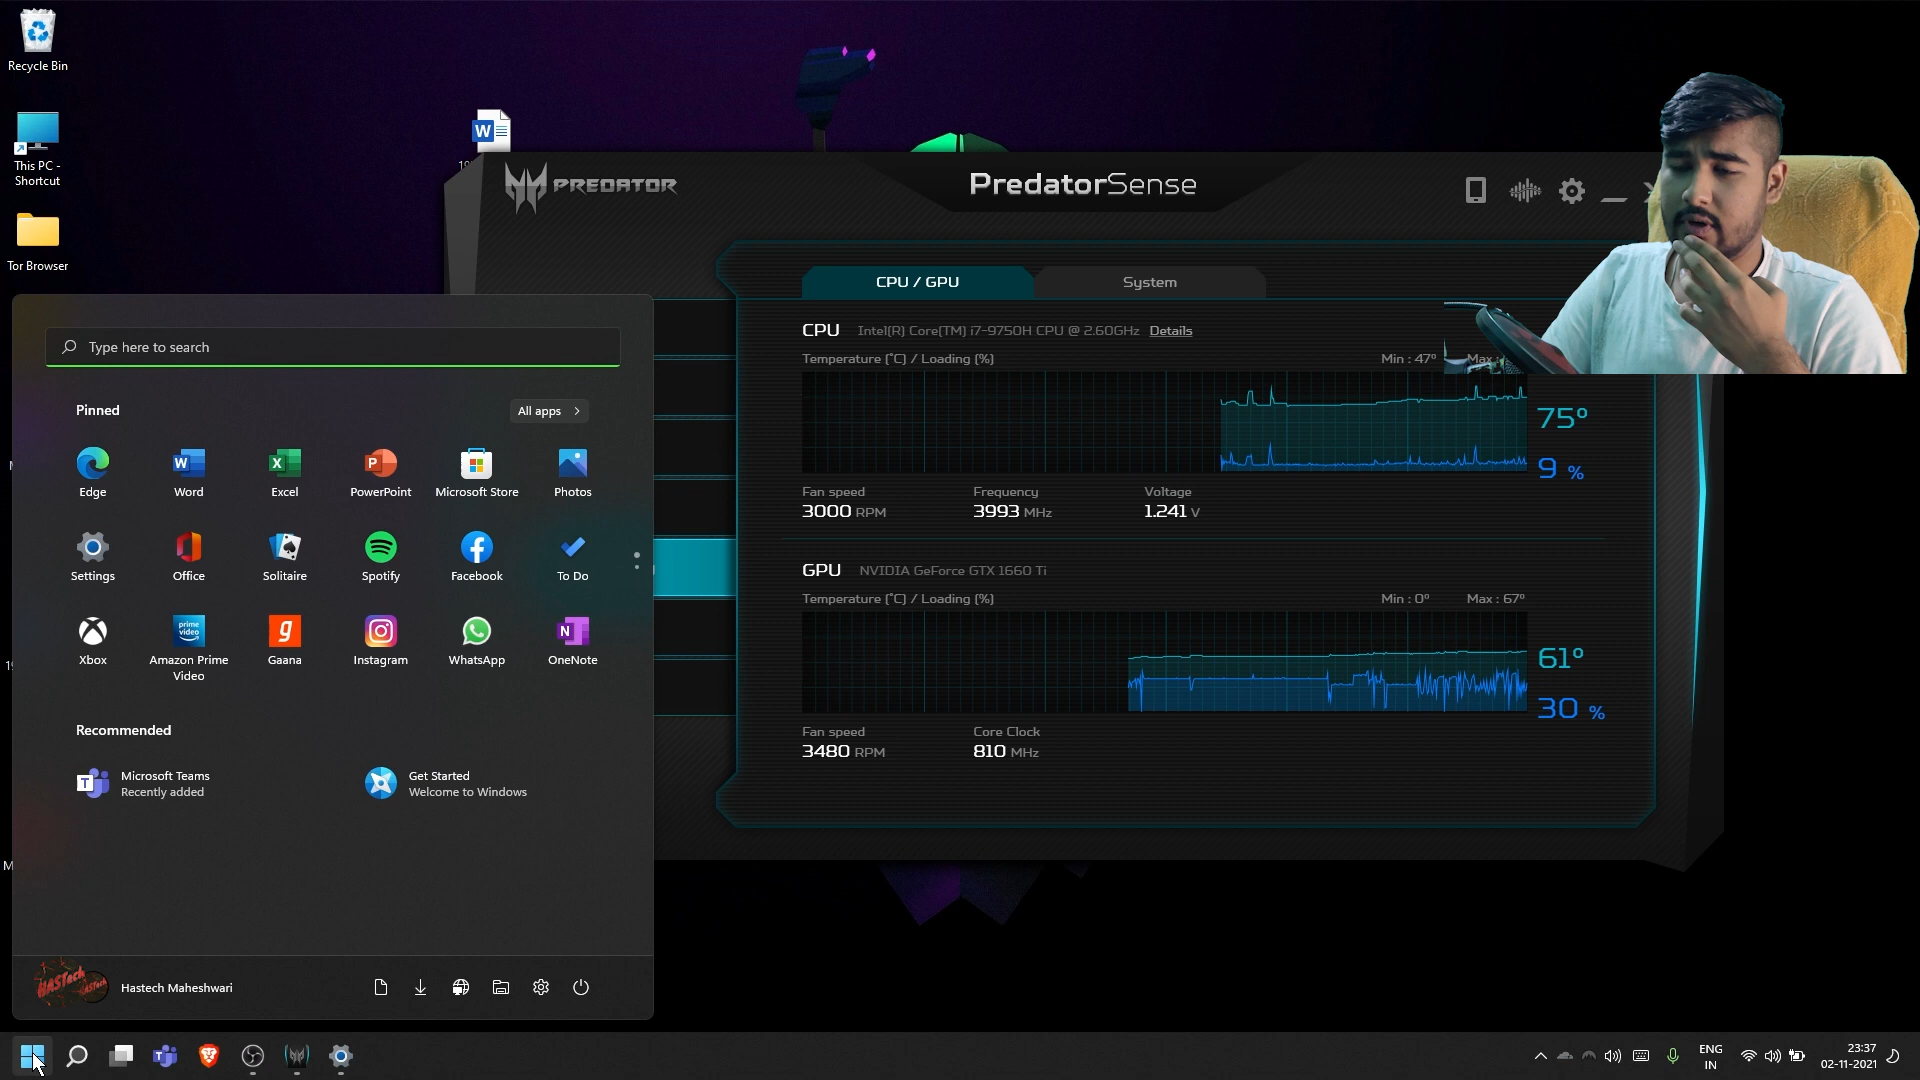 Recycle Bin
This PC -
Shortcut
Tor Browser
PREDATOR
PredatorSense
CPU / GPU
System
CPU Intel(R) Core(TM) i7-9750H CPU @ 2.60GHz Details
Temperature (°C) / Loading (%)
Min : 47°
Max :
75°
9 %
Fan speed
Frequency
Voltage
3000 RPM
3993 MHz
1.241 V
GPU NVIDIA GeForce GTX 1660 Ti
Temperature (°C) / Loading (%)
Min : 0°
Max : 67°
61°
30 %
Fan speed
Core Clock
3480 RPM
810 MHz
Type here to search
Pinned
All apps >
Edge
Word
Excel
PowerPoint
Microsoft Store
Photos
Settings
Office
Solitaire
Spotify
Facebook
To Do
prime video
Xbox
Amazon Prime
Video
Gaana
Instagram
WhatsApp
OneNote
Recommended
Microsoft Teams
Recently added
Get Started
Welcome to Windows
HASTech
Hastech Maheshwari
ENG
IN
23:37
02-11-2021